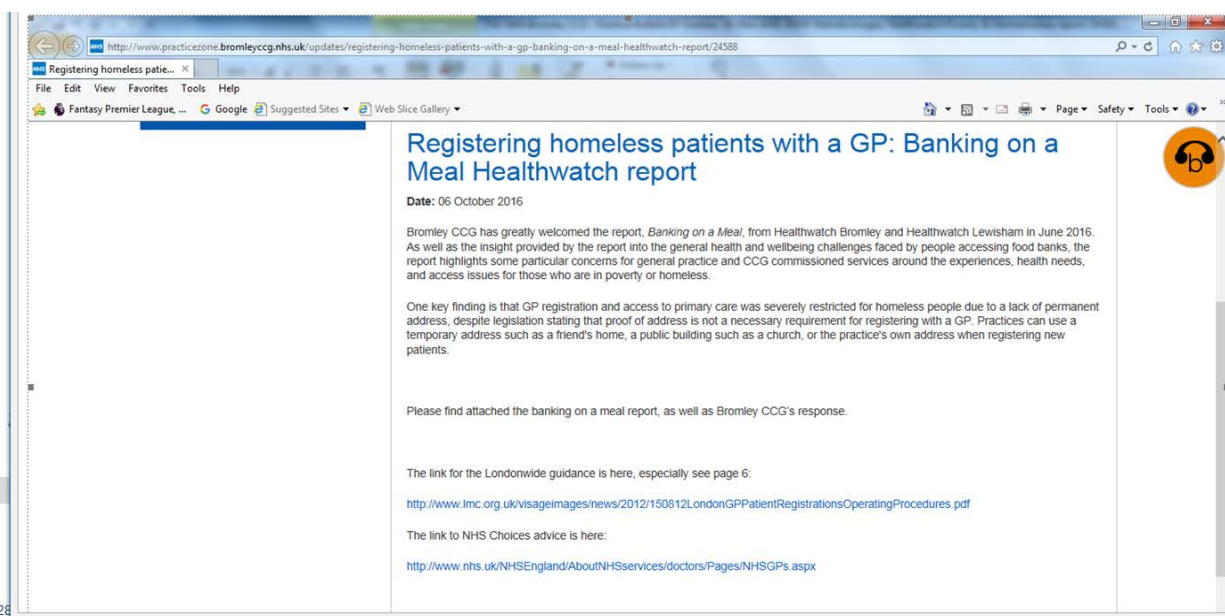 http://www.practicezone.bromleyccg.nhs.uk/updates/registering-homeless-patients-with-a-gp-banking-on-a-meal-healthwatch-report/24588
Registering homeless patie...
File Edit View Favorites Tools Help
Fantasy Premier League, ... Google Suggested Sites Web Slice Gallery Page Safety Tools
Registering homeless patients with a GP: Banking on a
Meal Healthwatch report
Date: 06 October 2016
Bromley CCG has greatly welcomed the report, Banking on a Meal, from Healthwatch Bromley and Healthwatch Lewisham in June 2016.
As well as the insight provided by the report into the general health and wellbeing challenges faced by people accessing food banks, the
report highlights some particular concerns for general practice and CCG commissioned services around the experiences, health needs,
and access issues for those who are in poverty or homeless.
One key finding is that GP registration and access to primary care was severely restricted for homeless people due to a lack of permanent
address, despite legislation stating that proof of address is not a necessary requirement for registering with a GP. Practices can use a
temporary address such as a friend's home, a public building such as a church, or the practice's own address when registering new
patients.
Please find attached the banking on a meal report, as well as Bromley CCG's response.
The link for the Londonwide guidance is here, especially see page 6:
http://www.lmc.org.uk/visageimages/news/2012/150812LondonGPPatientRegistrationsOperatingProcedures.pdf
The link to NHS Choices advice is here:
http://www.nhs.uk/NHSEngland/AboutNHSservices/doctors/Pages/NHSGPs.aspx